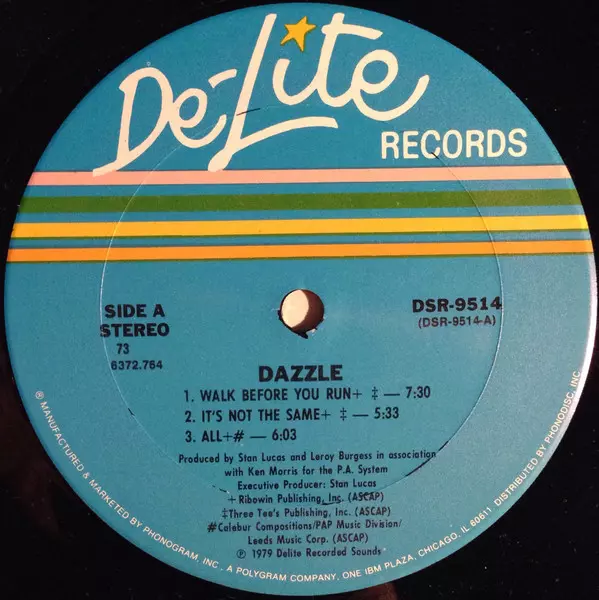 De-Lite
RECORDS
SIDE A
STEREO
73
6372.764
DSR-9514
(DSR-9514-A)
DAZZLE
1. WALK BEFORE YOU RUN+ ‡ — 7:30
2. IT'S NOT THE SAME+ ‡ — 5:33
3. ALL+# — 6:03
Produced by Stan Lucas and Leroy Burgess in association
with Ken Morris for the P.A. System
Executive Producer: Stan Lucas
+ Ribowin Publishing, Inc. (ASCAP)
‡Three Tee's Publishing, Inc. (ASCAP)
#Calebur Compositions/PAP Music Division/
Leeds Music Corp. (ASCAP)
℗ 1979 Delite Recorded Sounds
® MANUFACTURED & MARKETED BY PHONOGRAM, INC., A POLYGRAM COMPANY, ONE IBM PLAZA, CHICAGO, IL 60611 DISTRIBUTED BY PHONODISC, INC.